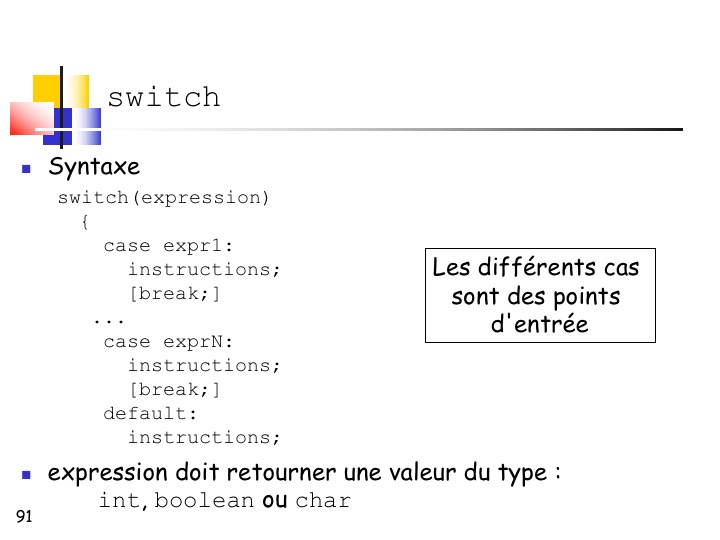 switch
Syntaxe
switch(expression)
{
case expr1:
instructions;
[break;]
...
case exprN:
instructions;
[break;]
default:
instructions;
Les différents cas
sont des points
d'entrée
expression doit retourner une valeur du type :
int, boolean ou char
91